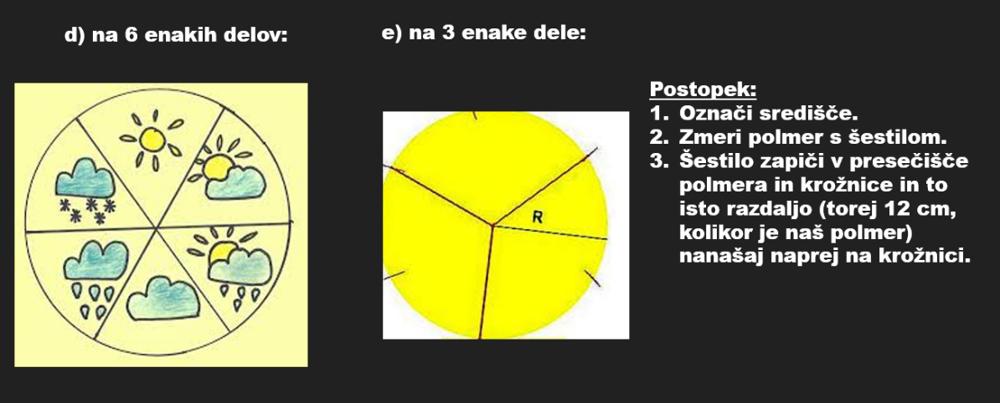 d) na 6 enakih delov:
e) na 3 enake dele:
R
Postopek:
1. Označi središče.
2. Zmeri polmer s šestilom.
3. Šestilo zapiči v presečišče
polmera in krožnice in to
isto razdaljo (torej 12 cm,
kolikor je naš polmer)
nanašaj naprej na krožnici.